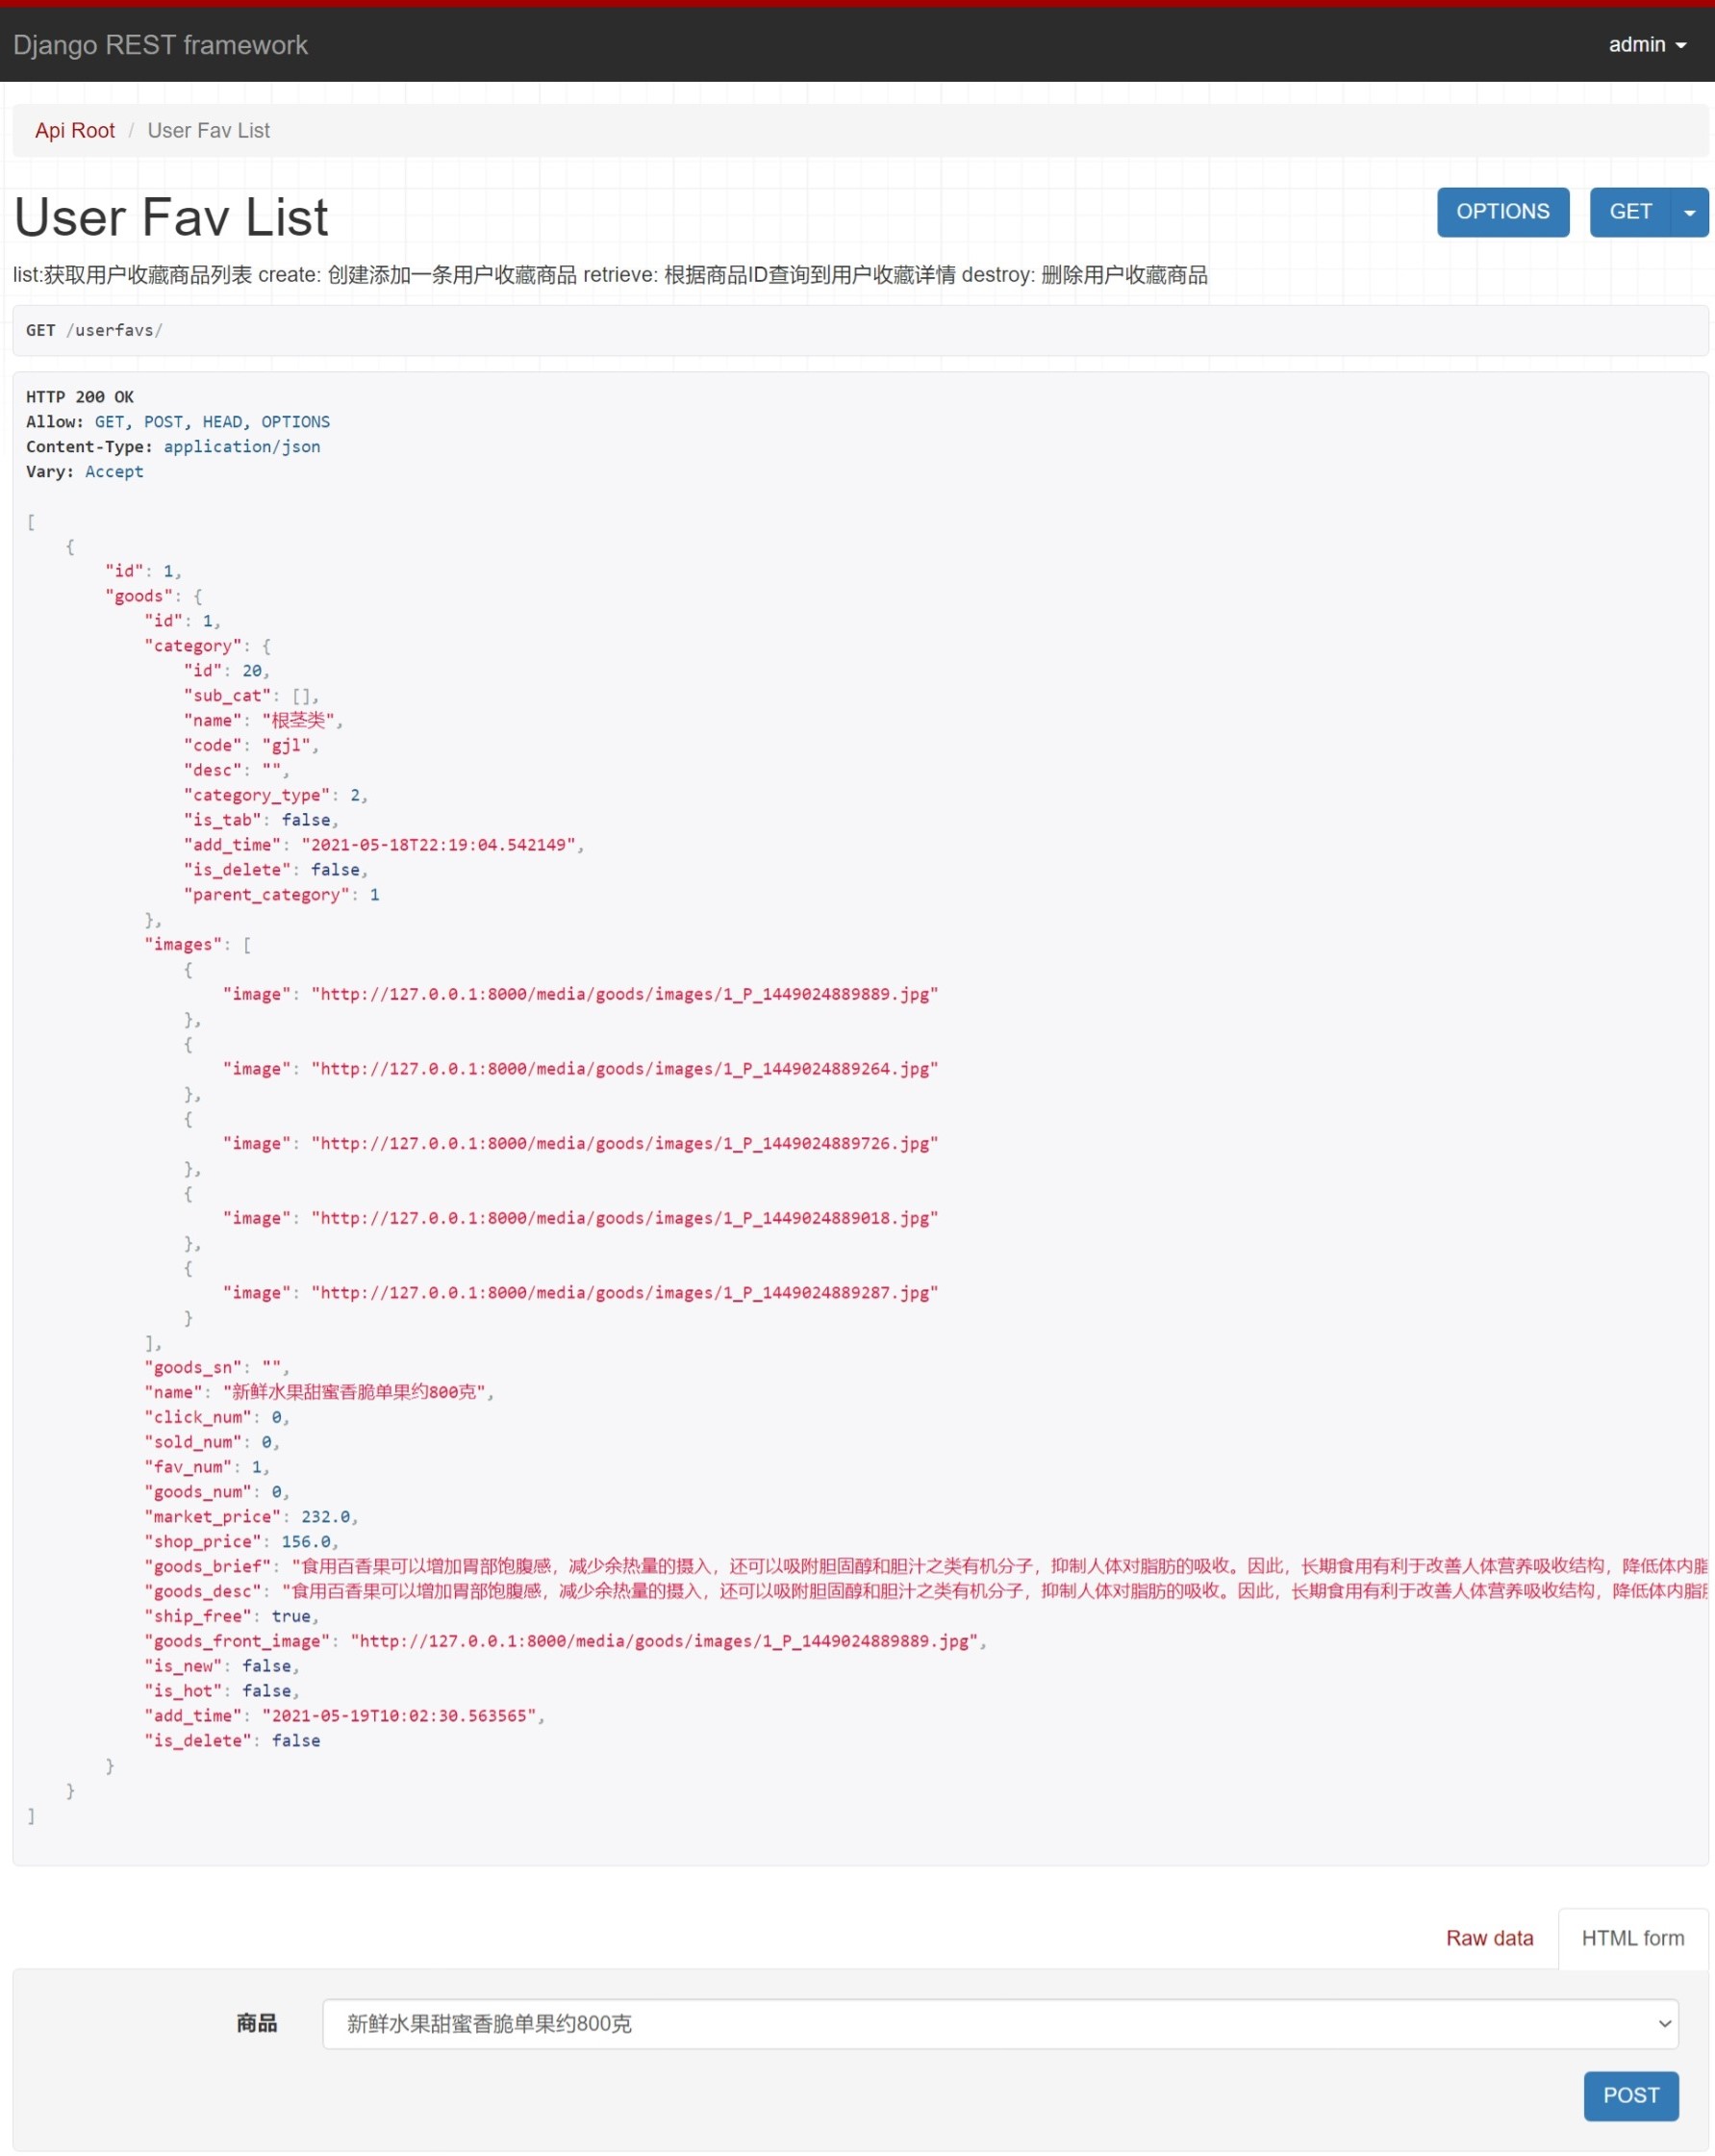 Django REST framework
admin
Api Root / User Fav List
User Fav List
OPTIONS
GET
list:获取用户收藏商品列表 create: 创建添加一条用户收藏商品 retrieve: 根据商品ID查询到用户收藏详情 destroy: 删除用户收藏商品
GET /userfavs/
HTTP 200 OK
Allow: GET, POST, HEAD, OPTIONS
Content-Type: application/json
Vary: Accept
[
{
"id": 1,
"goods": {
"id": 1,
"category": {
"id": 20,
"sub_cat": [],
"name": "根茎类",
"code": "gjl",
"desc": "",
"category_type": 2,
"is_tab": false,
"add_time": "2021-05-18T22:19:04.542149",
"is_delete": false,
"parent_category": 1
},
"images": [
{
"image": "http://127.0.0.1:8000/media/goods/images/1_P_1449024889889.jpg"
},
{
"image": "http://127.0.0.1:8000/media/goods/images/1_P_1449024889264.jpg"
},
{
"image": "http://127.0.0.1:8000/media/goods/images/1_P_1449024889726.jpg"
},
{
"image": "http://127.0.0.1:8000/media/goods/images/1_P_1449024889018.jpg"
},
{
"image": "http://127.0.0.1:8000/media/goods/images/1_P_1449024889287.jpg"
}
],
"goods_sn": "",
"name": "新鲜水果甜蜜香脆单果约800克",
"click_num": 0,
"sold_num": 0,
"fav_num": 1,
"goods_num": 0,
"market_price": 232.0,
"shop_price": 156.0,
"goods_brief": "食用百香果可以增加胃部饱腹感，减少余热量的摄入，还可以吸附胆固醇和胆汁之类有机分子，抑制人体对脂肪的吸收。因此，长期食用有利于改善人体营养吸收结构，降低体内脂
"goods_desc": "食用百香果可以增加胃部饱腹感，减少余热量的摄入，还可以吸附胆固醇和胆汁之类有机分子，抑制人体对脂肪的吸收。因此，长期食用有利于改善人体营养吸收结构，降低体内脂
"ship_free": true,
"goods_front_image": "http://127.0.0.1:8000/media/goods/images/1_P_1449024889889.jpg",
"is_new": false,
"is_hot": false,
"add_time": "2021-05-19T10:02:30.563565",
"is_delete": false
}
}
]
Raw data
HTML form
商品
新鲜水果甜蜜香脆单果约800克
POST